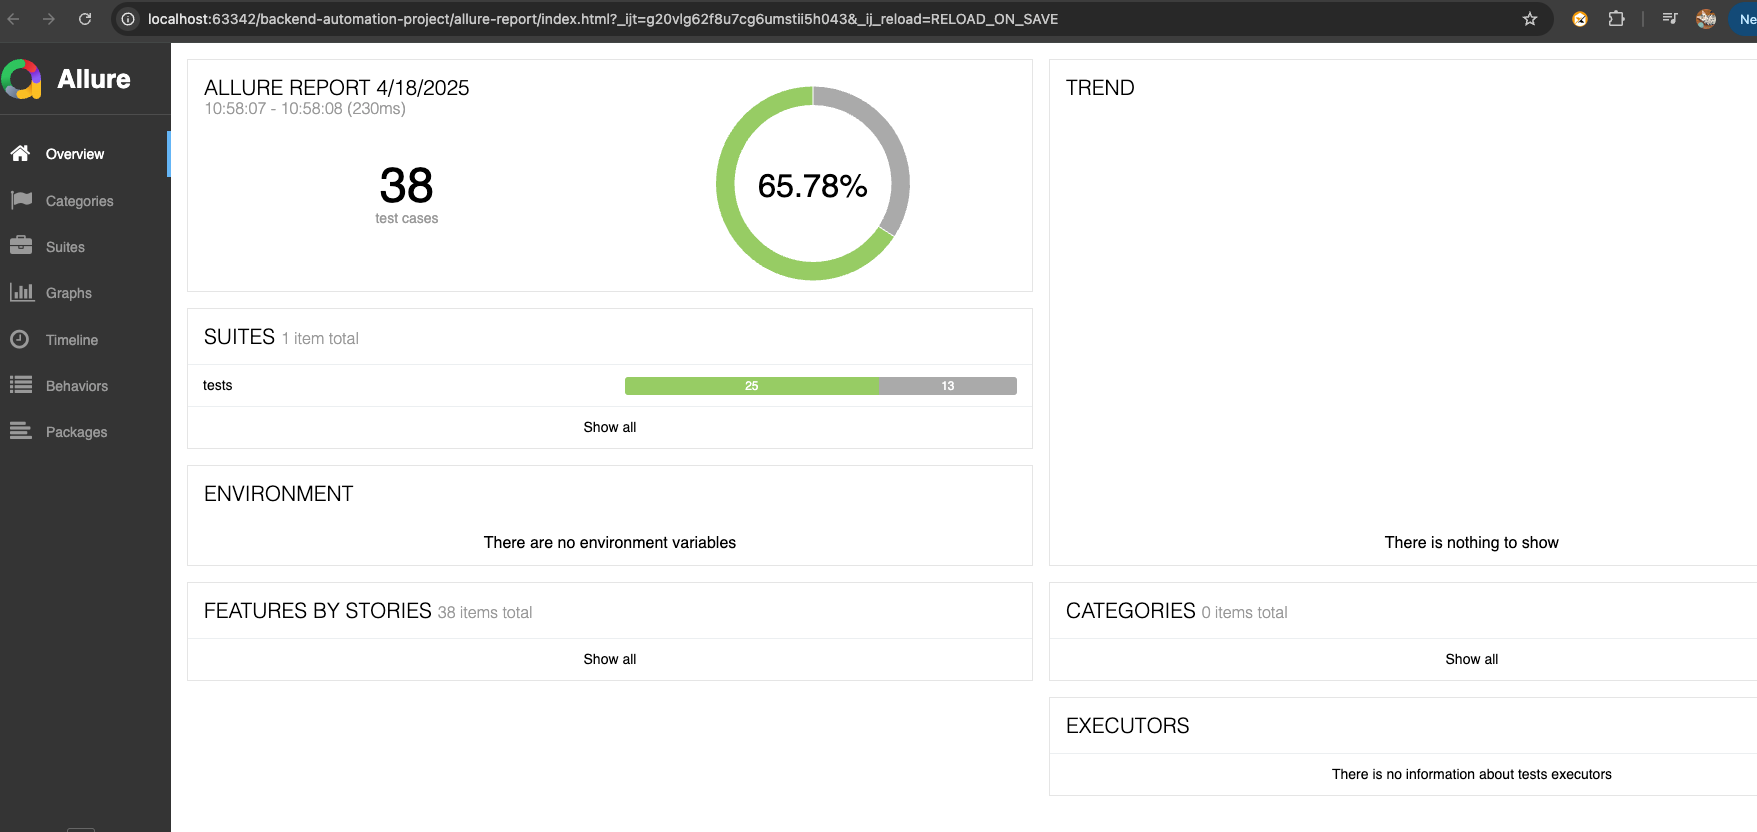 localhost:63342/backend-automation-project/allure-report/index.html?_ijt=g20vlg62f8u7cg6umstii5h043&_ij_reload=RELOAD_ON_SAVE
Ne
Allure
Overview
Categories
Suites
Graphs
Timeline
Behaviors
Packages
ALLURE REPORT 4/18/2025
10:58:07 - 10:58:08 (230ms)
38
test cases
65.78%
SUITES 1 item total
tests 25 13
Show all
ENVIRONMENT
There are no environment variables
FEATURES BY STORIES 38 items total
Show all
TREND
There is nothing to show
CATEGORIES 0 items total
Show all
EXECUTORS
There is no information about tests executors